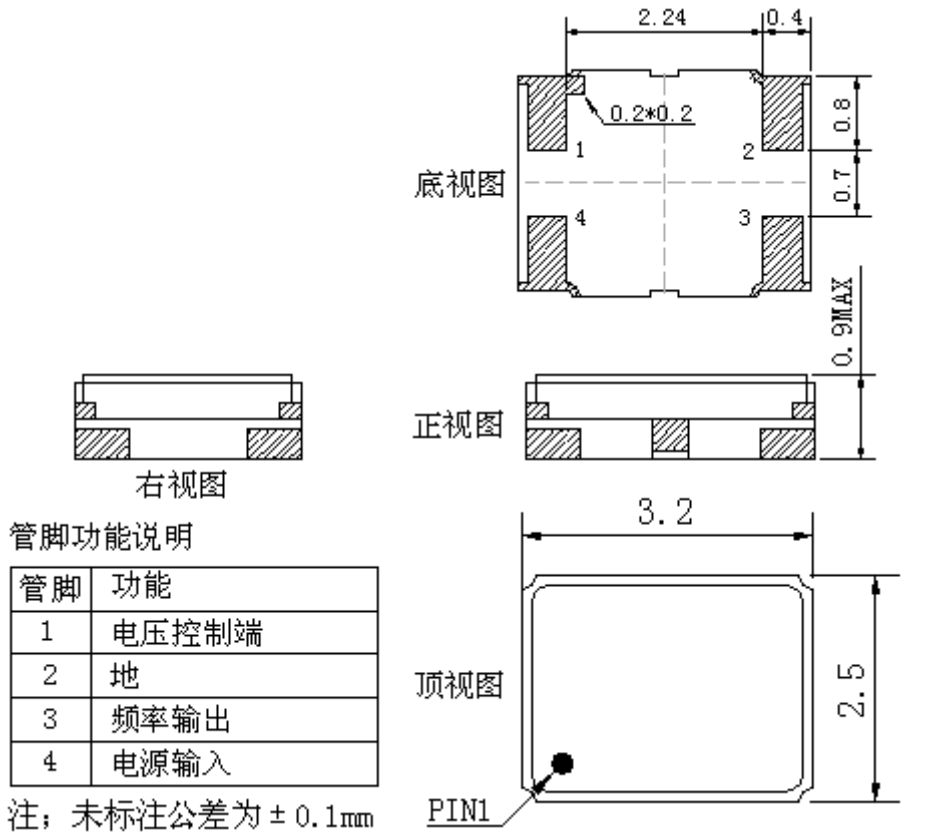 2.24
0.4
0.2*0.2
0.8
1
2
底视图
0.7
4
3
0.9MAX
正视图
右视图
3.2
管脚功能说明
管脚 功能
1 电压控制端
2 地
3 频率输出
4 电源输入
顶视图
2.5
PIN1
注；未标注公差为±0.1mm